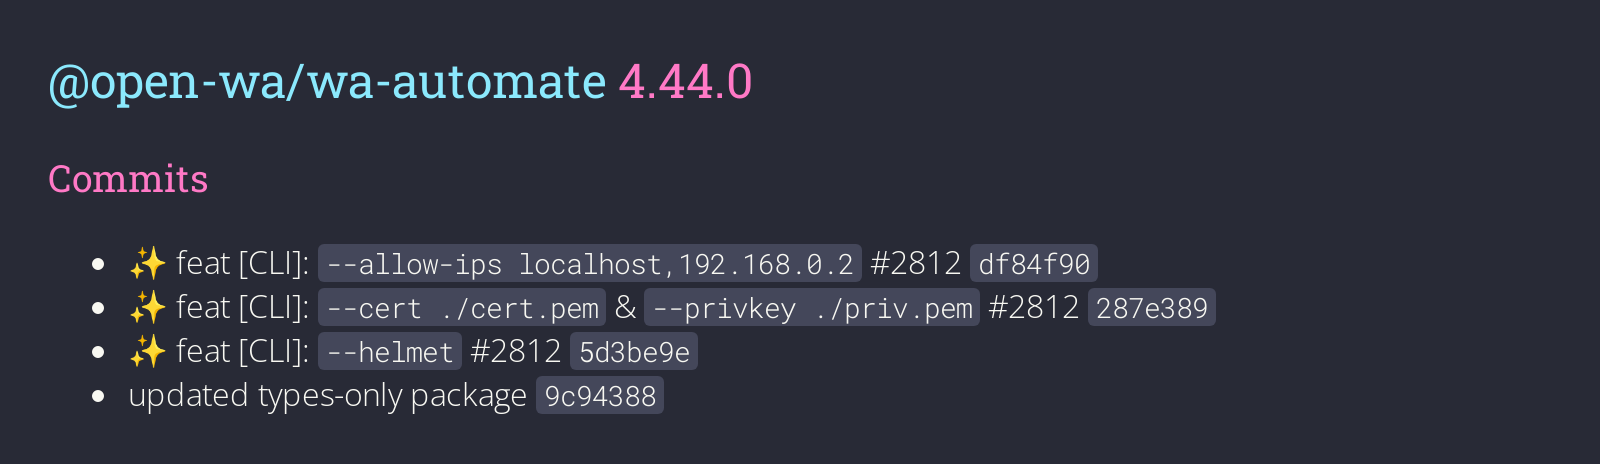 @open-wa/wa-automate 4.44.0
Commits
• ✨ feat [CLI]: --allow-ips localhost,192.168.0.2 #2812 df84f90
• ✨ feat [CLI]: --cert ./cert.pem & --privkey ./priv.pem #2812 287e389
• ✨ feat [CLI]: --helmet #2812 5d3be9e
• updated types-only package 9c94388